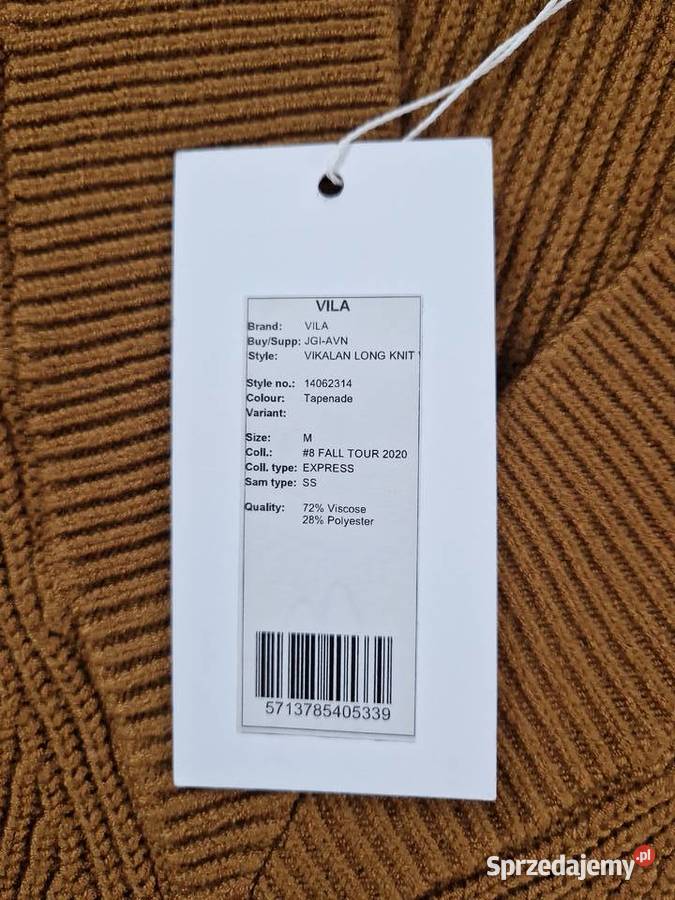 VILA
Brand: VILA
Buy/Supp: JGI-AVN
Style: VIKALAN LONG KNIT
Style no.: 14062314
Colour: Tapenade
Variant:
Size: M
Coll.: #8 FALL TOUR 2020
Coll. type: EXPRESS
Sam type: SS
Quality: 72% Viscose
28% Polyester
5713785405339
Sprzedajemy.pl